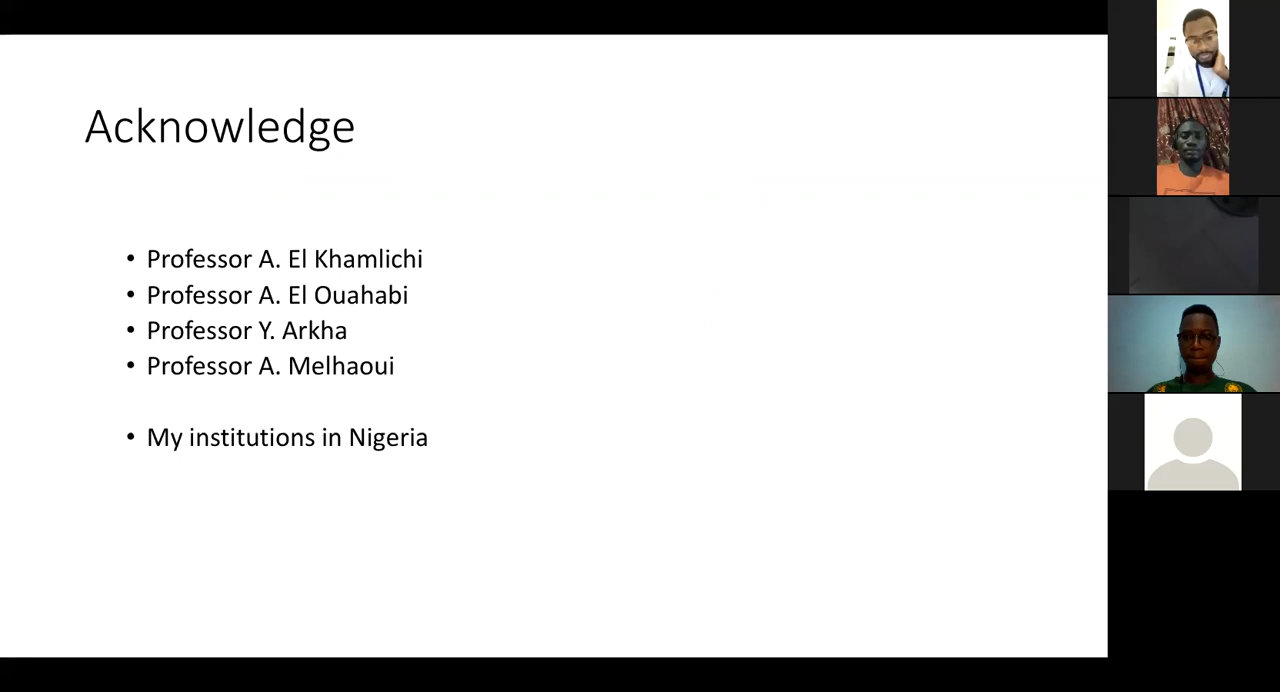 Acknowledge
• Professor A. El Khamlichi
• Professor A. El Ouahabi
• Professor Y. Arkha
• Professor A. Melhaoui
• My institutions in Nigeria